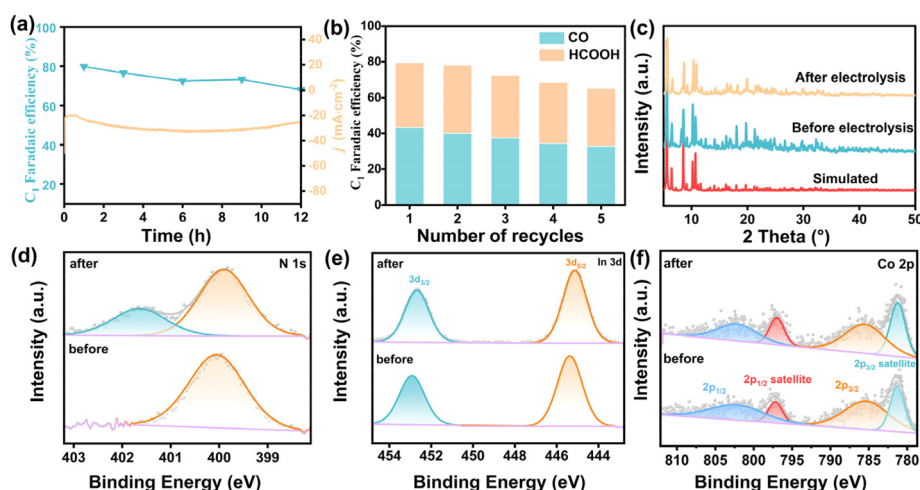 (a)
C₁ Faradaic efficiency (%)
100
80
60
40
20
0
2
4
6
8
10
12
Time (h)
40
20
0
-20
-40
-60
-80
j (mA·cm⁻²)
(b)
C₁ Faradaic efficiency (%)
100
80
60
40
20
0
CO
HCOOH
1
2
3
4
5
Number of recycles
(c)
Intensity (a.u.)
After electrolysis
Before electrolysis
Simulated
10
20
30
40
50
2 Theta (°)
(d)
N 1s
after
before
Intensity (a.u.)
403
402
401
400
399
Binding Energy (eV)
(e)
In 3d
after
3d₃/₂
3d₅/₂
before
Intensity (a.u.)
454
452
450
448
446
444
Binding Energy (eV)
(f)
Co 2p
after
before
2p₁/₂
2p₁/₂ satellite
2p₃/₂
2p₃/₂ satellite
Intensity (a.u.)
810
805
800
795
790
785
780
Binding Energy (eV)